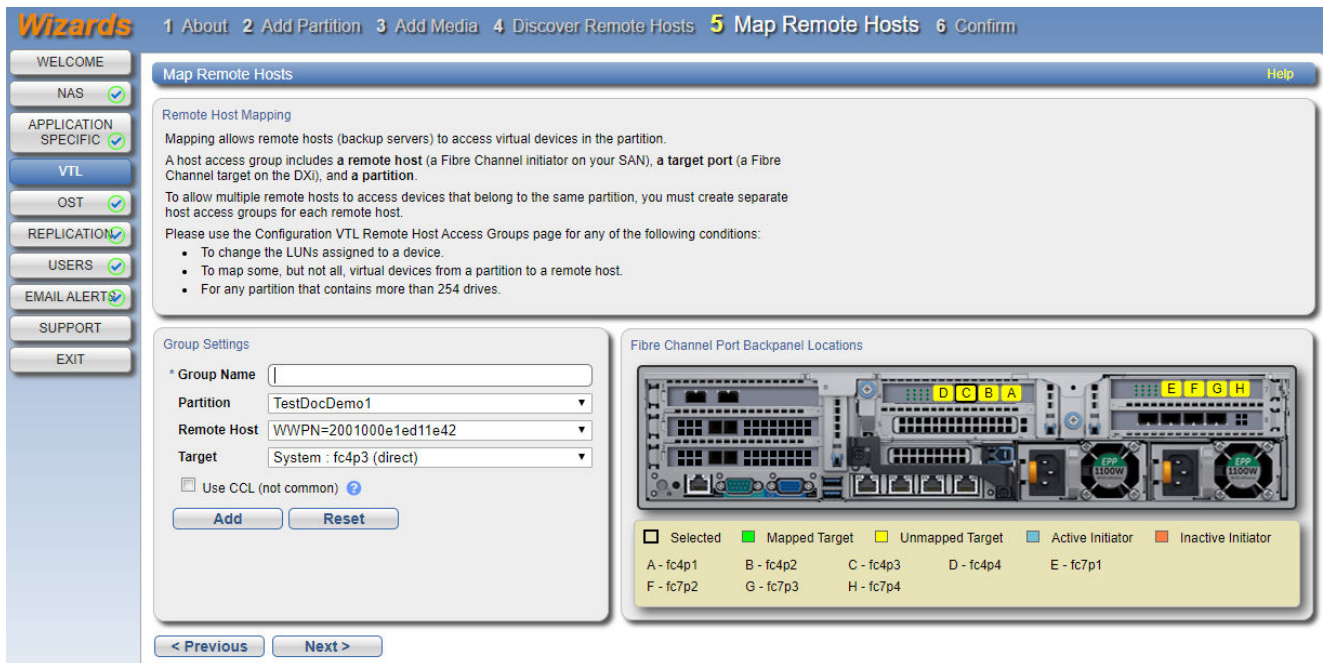 Wizards
1 About 2 Add Partition 3 Add Media 4 Discover Remote Hosts 5 Map Remote Hosts 6 Confirm
WELCOME
NAS
APPLICATION
SPECIFIC
VTL
OST
REPLICATION
USERS
EMAIL ALERTS
SUPPORT
EXIT
Map Remote Hosts
Help
Remote Host Mapping
Mapping allows remote hosts (backup servers) to access virtual devices in the partition.
A host access group includes a remote host (a Fibre Channel initiator on your SAN), a target port (a Fibre
Channel target on the DXi), and a partition.
To allow multiple remote hosts to access devices that belong to the same partition, you must create separate
host access groups for each remote host.
Please use the Configuration VTL Remote Host Access Groups page for any of the following conditions:
• To change the LUNs assigned to a device.
• To map some, but not all, virtual devices from a partition to a remote host.
• For any partition that contains more than 254 drives.
Group Settings
* Group Name
Partition TestDocDemo1
Remote Host WWPN=2001000e1ed11e42
Target System : fc4p3 (direct)
Use CCL (not common) ?
Add Reset
Fibre Channel Port Backpanel Locations
D C B A
E F G H
EPP
1100W
EPP
1100W
Selected Mapped Target Unmapped Target Active Initiator Inactive Initiator
A - fc4p1 B - fc4p2 C - fc4p3 D - fc4p4 E - fc7p1
F - fc7p2 G - fc7p3 H - fc7p4
< Previous Next >